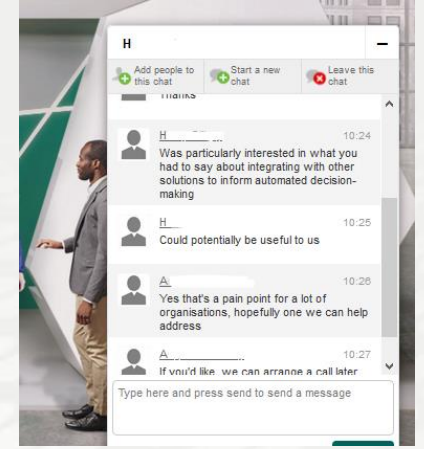 H
Add people to
this chat
Start a new
chat
Leave this
chat
Thanks
H
10:24
Was particularly interested in what you
had to say about integrating with other
solutions to inform automated decision-
making
H
10:25
Could potentially be useful to us
A
10:26
Yes that's a pain point for a lot of
organisations, hopefully one we can help
address
A
10:27
If you'd like, we can arrange a call later
Type here and press send to send a message